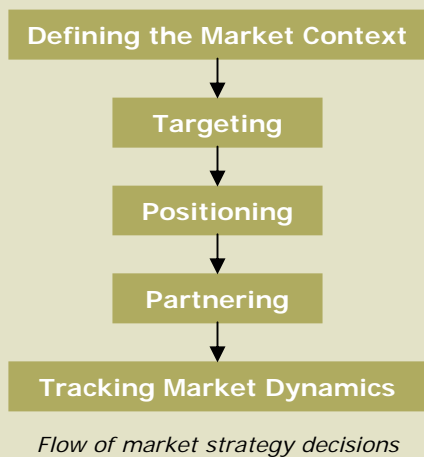 Defining the Market Context
Targeting
Positioning
Partnering
Tracking Market Dynamics
Flow of market strategy decisions